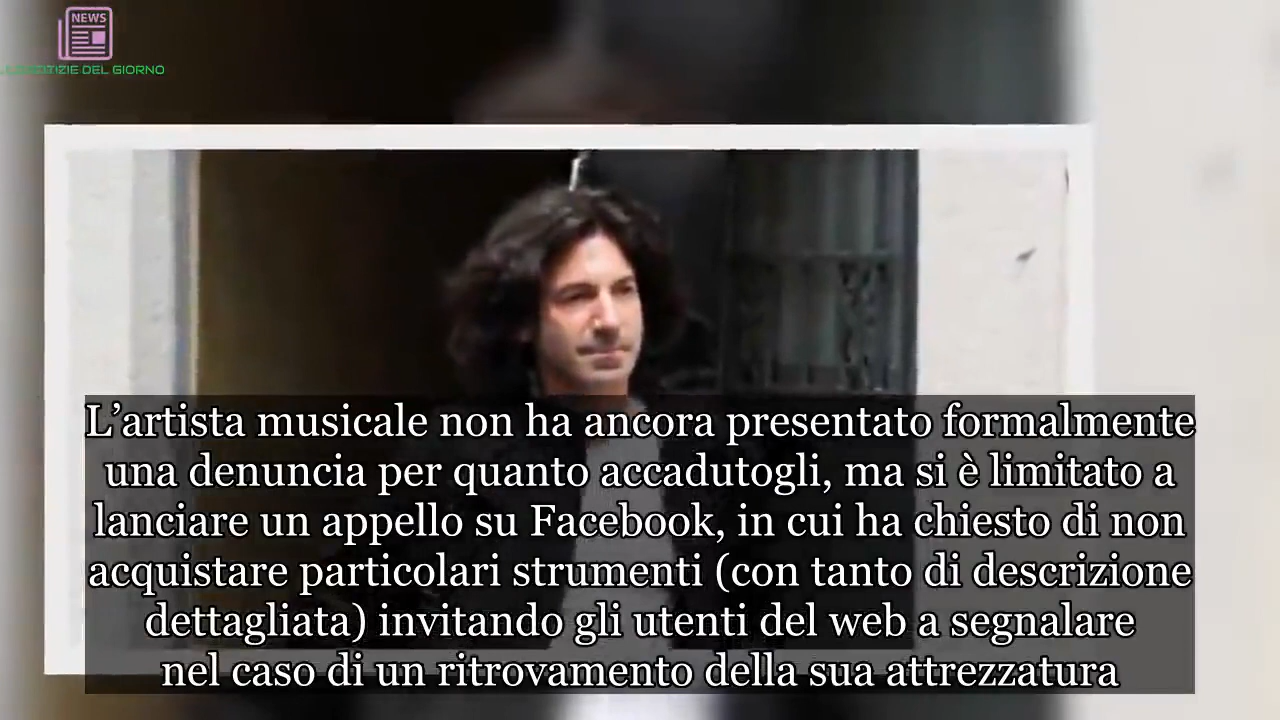 NEWS
NOTIZIE DEL GIORNO
L’artista musicale non ha ancora presentato formalmente
una denuncia per quanto accadutogli, ma si è limitato a
lanciare un appello su Facebook, in cui ha chiesto di non
acquistare particolari strumenti (con tanto di descrizione
dettagliata) invitando gli utenti del web a segnalare
nel caso di un ritrovamento della sua attrezzatura